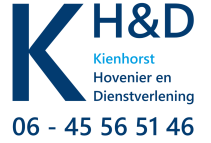 K H&D
Kienhorst
Hovenier en
Dienstverlening
06 - 45 56 51 46